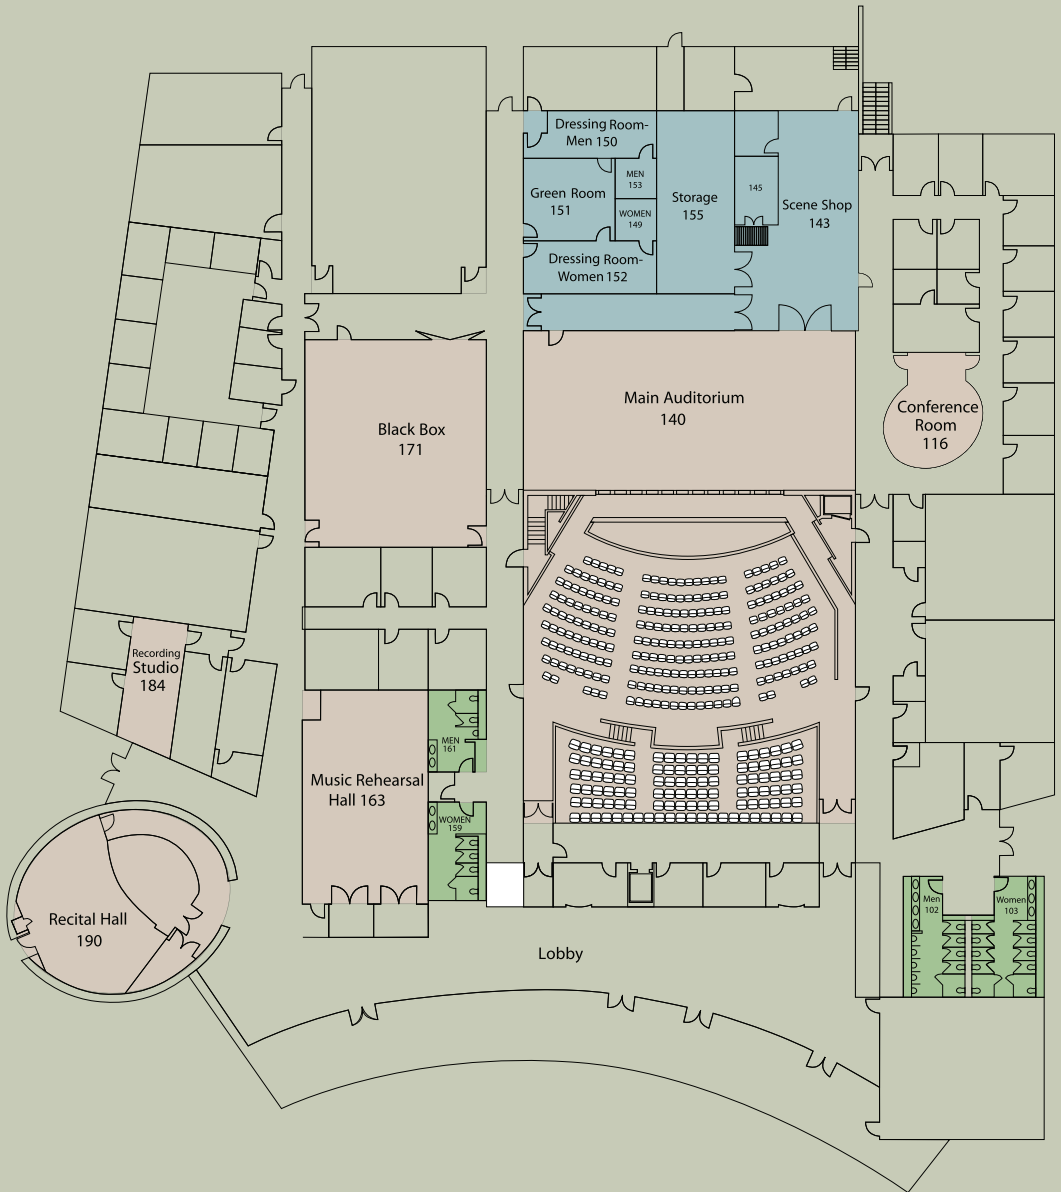 Dressing Room-
Men 150
MEN
153
Green Room
151
WOMEN
149
Storage
155
145
Scene Shop
143
Dressing Room-
Women 152
Main Auditorium
140
Black Box
171
Conference
Room
116
Recording
Studio
184
MEN
161
Music Rehearsal
Hall 163
WOMEN
159
Recital Hall
190
Men
102
Women
103
Lobby